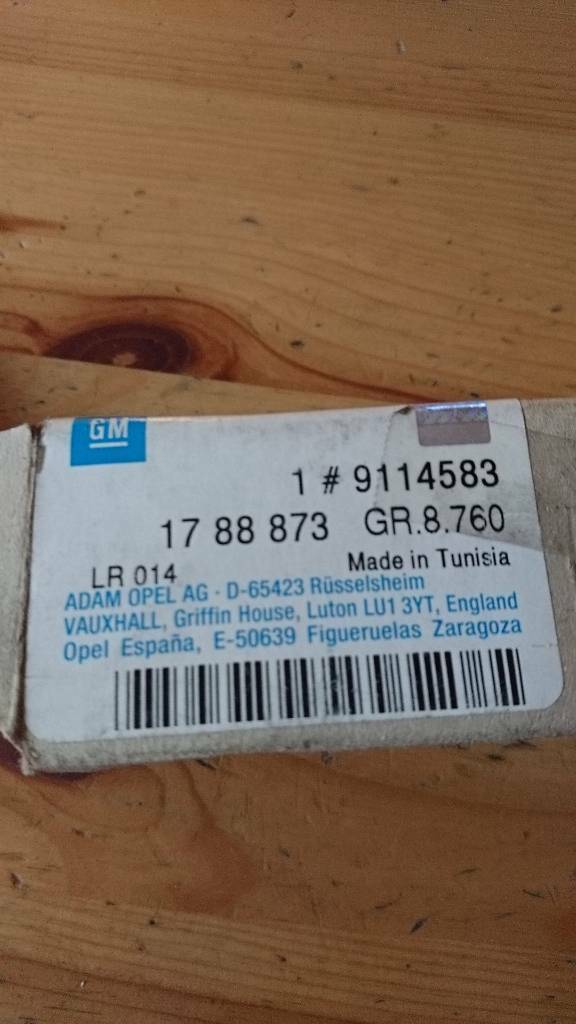 GM
1 # 9114583
17 88 873 GR.8.760
LR 014 Made in Tunisia
ADAM OPEL AG · D-65423 Rüsselsheim
VAUXHALL, Griffin House, Luton LU1 3YT, England
Opel España, E-50639 Figueruelas Zaragoza